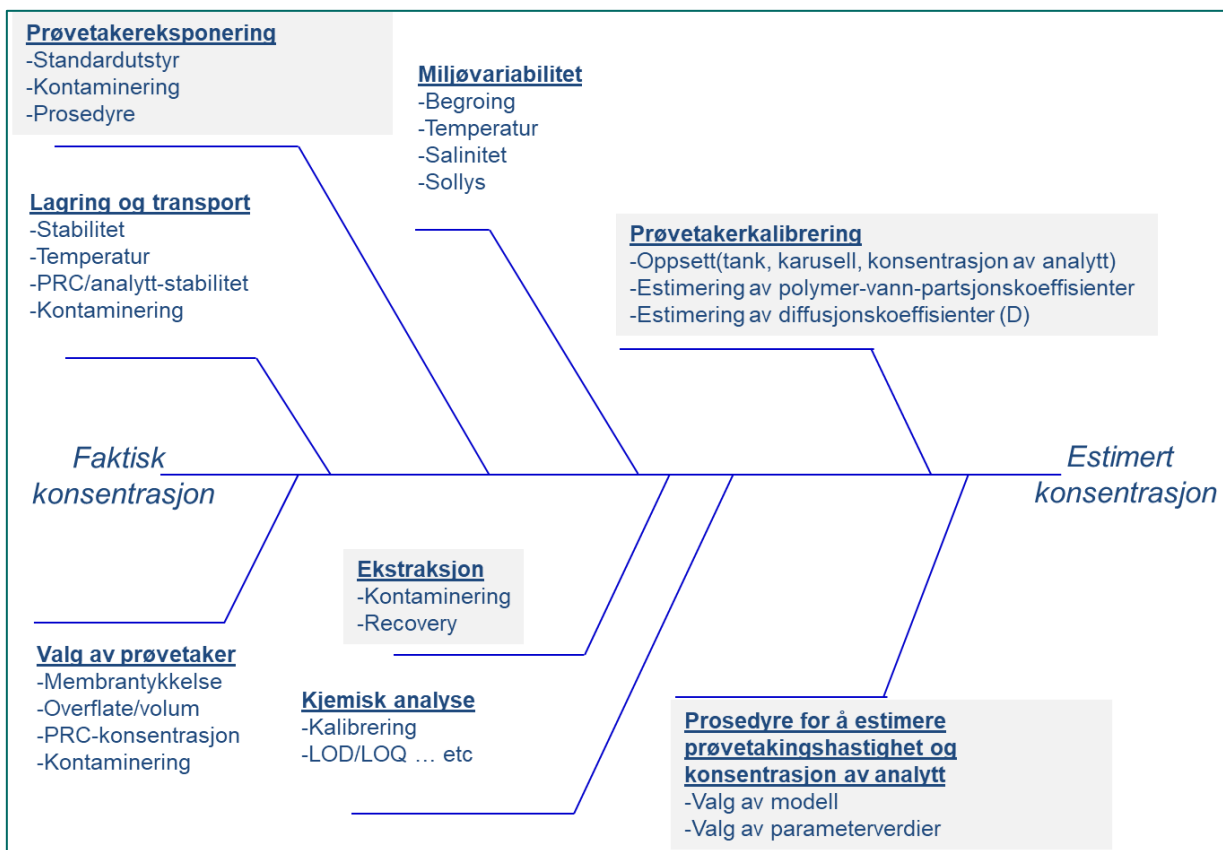 Prøvetakereksponering
-Standardutstyr
-Kontaminering
-Prosedyre
Miljøvariabilitet
-Begroing
-Temperatur
-Salinitet
-Sollys
Lagring og transport
-Stabilitet
-Temperatur
-PRC/analytt-stabilitet
-Kontaminering
Prøvetakerkalibrering
-Oppsett(tank, karusell, konsentrasjon av analytt)
-Estimering av polymer-vann-partsjonskoeffisienter
-Estimering av diffusjonskoeffisienter (D)
Faktisk
konsentrasjon
Estimert
konsentrasjon
Ekstraksjon
-Kontaminering
-Recovery
Valg av prøvetaker
-Membrantykkelse
-Overflate/volum
-PRC-konsentrasjon
-Kontaminering
Kjemisk analyse
-Kalibrering
-LOD/LOQ … etc
Prosedyre for å estimere
prøvetakingshastighet og
konsentrasjon av analytt
-Valg av modell
-Valg av parameterverdier